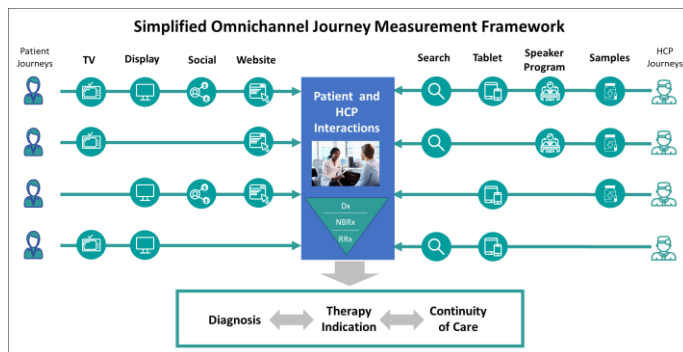 Simplified Omnichannel Journey Measurement Framework
Patient
Journeys
TV
Display
Social
Website
Search
Tablet
Speaker
Program
Samples
HCP
Journeys
Patient and
HCP
Interactions
Dx
NBRx
RRx
Diagnosis
Therapy
Indication
Continuity
of Care